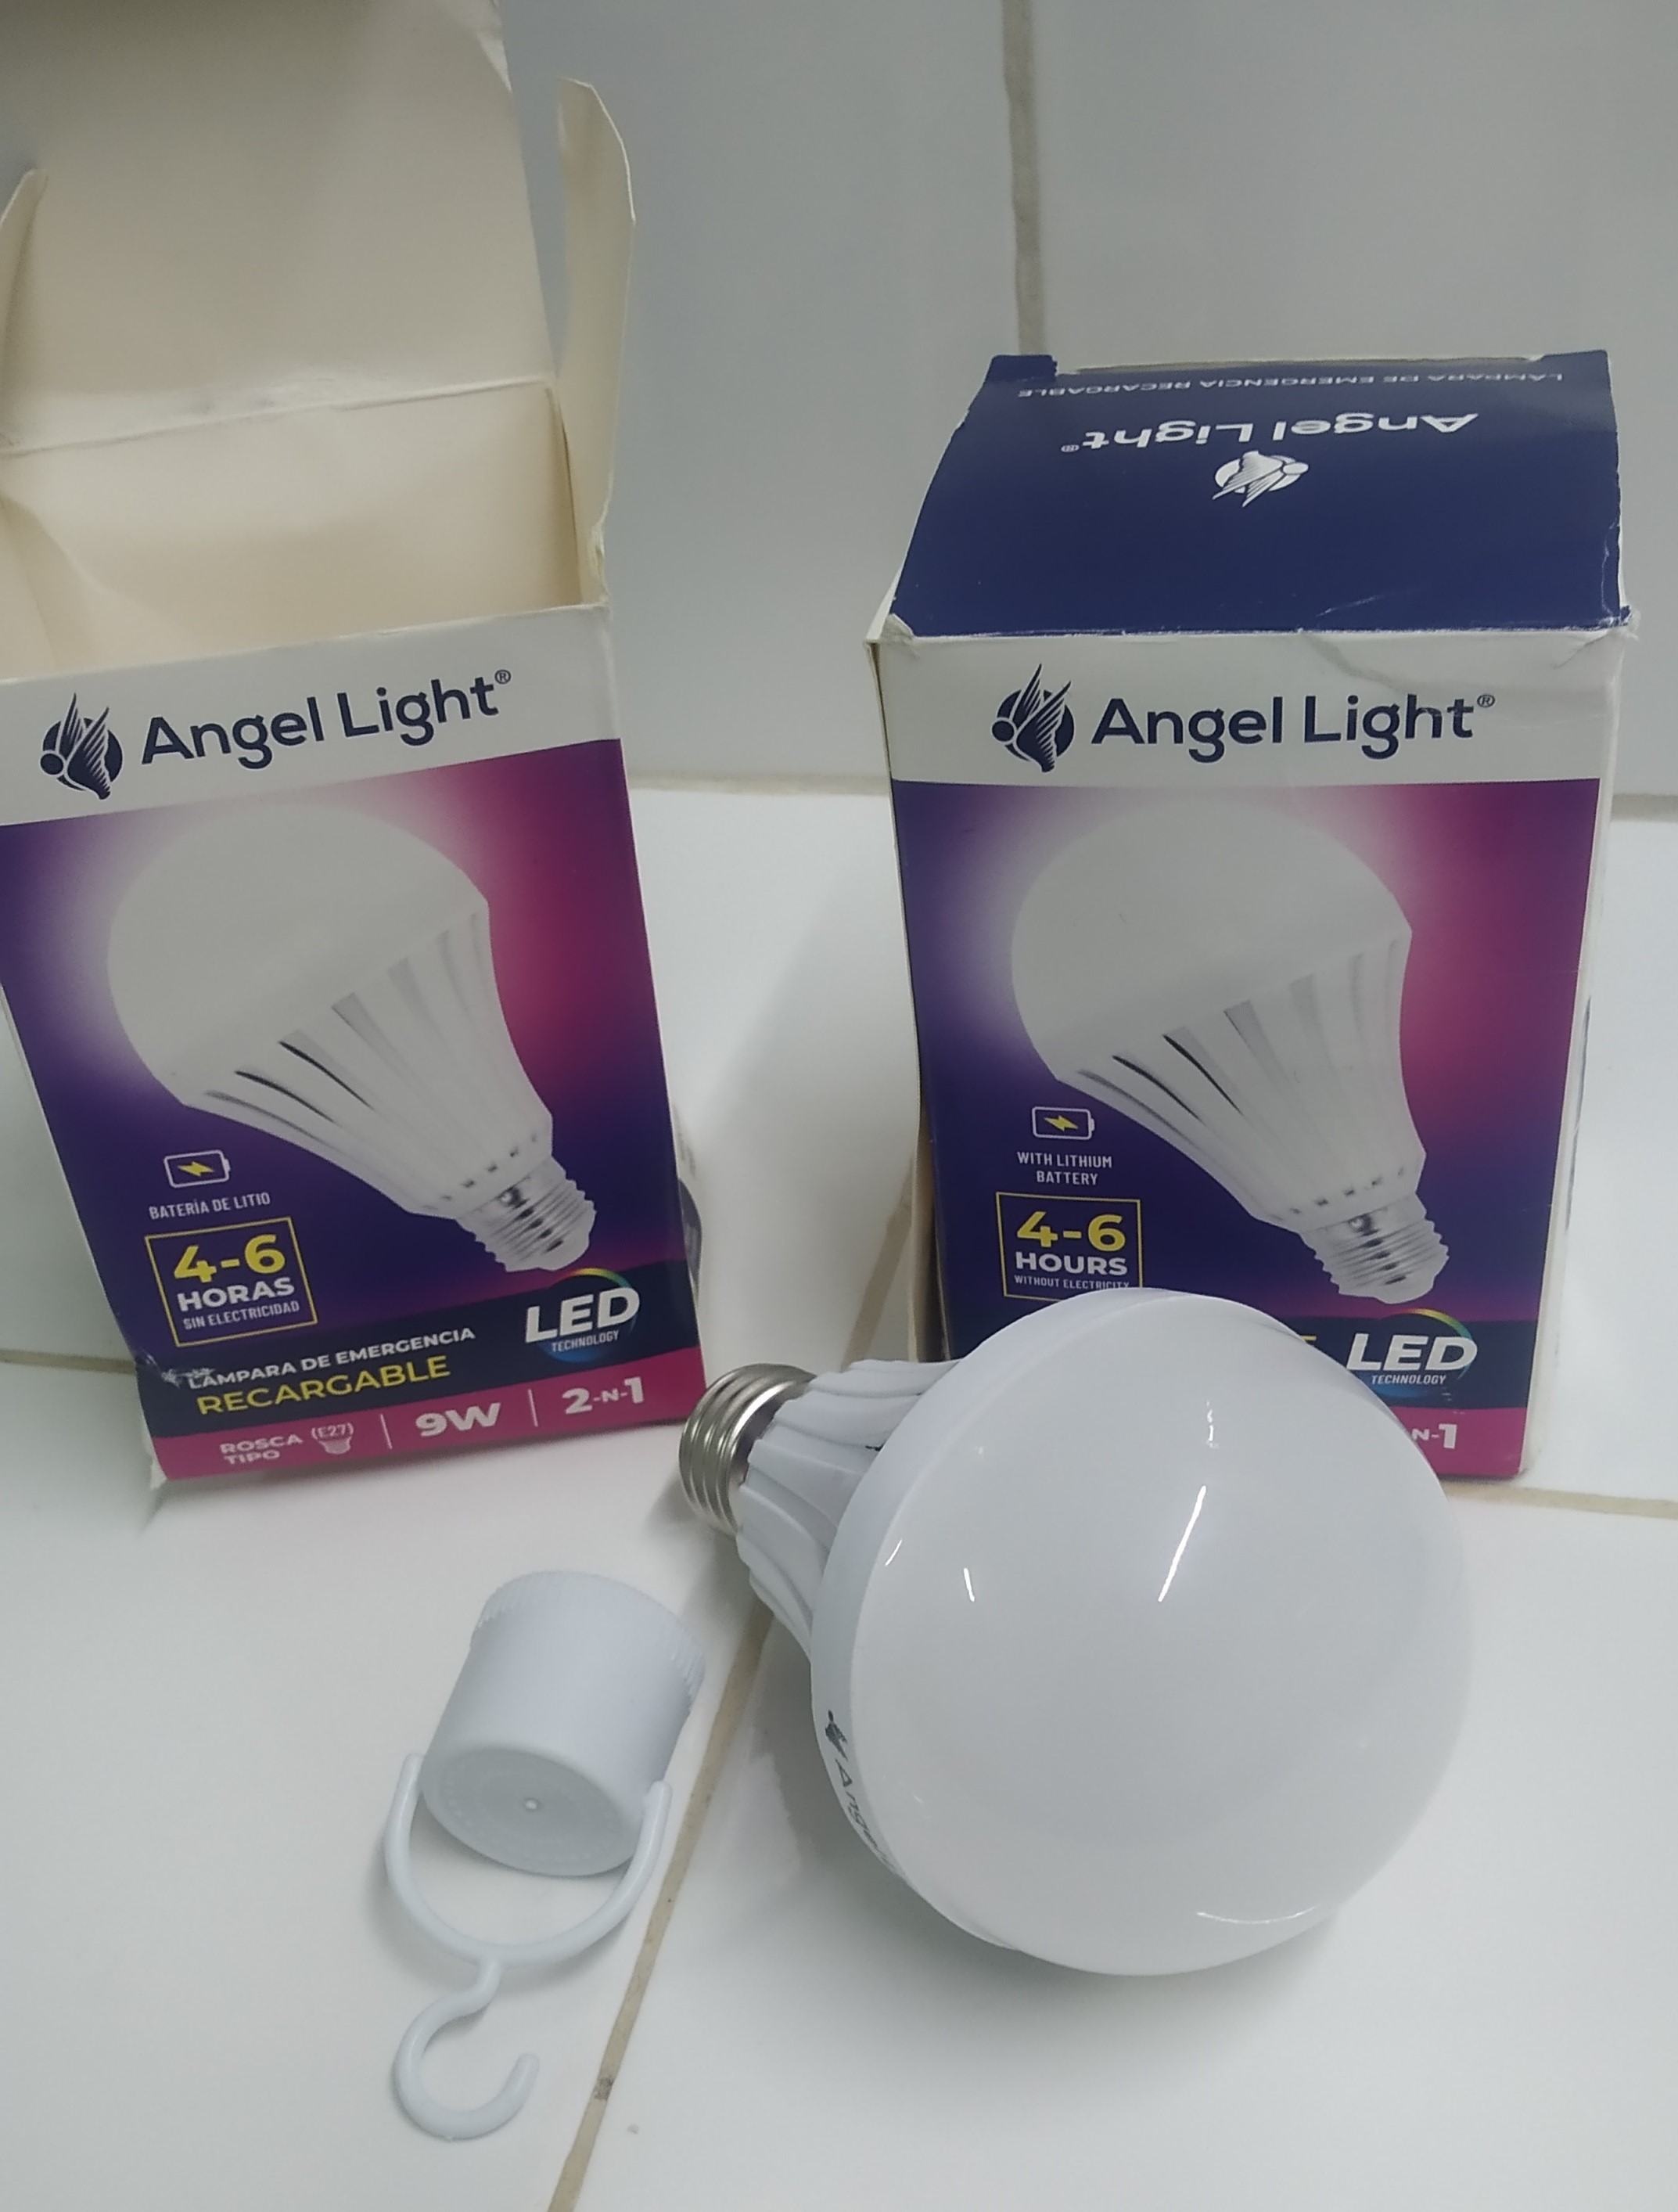 Angel Light®
BATERÍA DE LITIO
4-6
HORAS
SIN ELECTRICIDAD
LÁMPARA DE EMERGENCIA
RECARGABLE
LED
TECHNOLOGY
ROSCA
TIPO
(E27)
9W
2-N-1
LÁMPARA DE EMERGENCIA RECARGABLE
Angel Light®
Angel Light®
WITH LITHIUM
BATTERY
4-6
HOURS
WITHOUT ELECTRICITY
LED
TECHNOLOGY
N-1
Ange